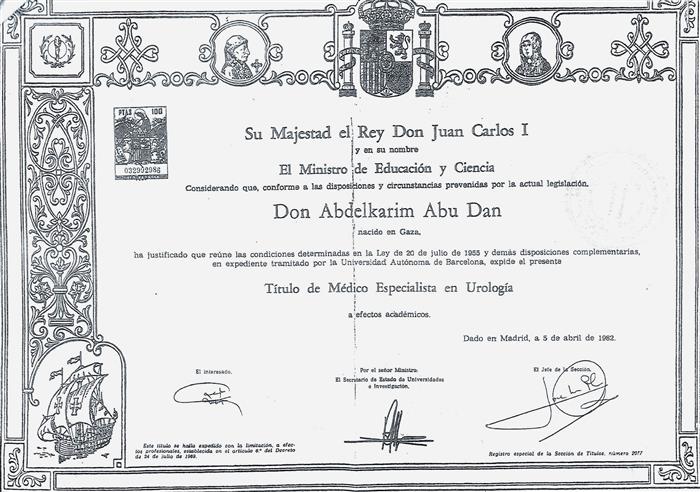 PTAS 100
032992986
Su Majestad el Rey Don Juan Carlos I
y en su nombre
El Ministro de Educación y Ciencia
Considerando que, conforme a las disposiciones y circunstancias prevenidas por la actual legislación,
Don Abdelkarim Abu Dan
nacido en Gaza,
ha justificado que reúne las condiciones determinadas en la Ley de 20 de julio de 1955 y demás disposiciones complementarias,
en expediente tramitado por la Universidad Autónoma de Barcelona, expide el presente
Título de Médico Especialista en Urología
a efectos académicos.
Dado en Madrid, a 5 de abril de 1982.
El interesado,
Por el señor Ministro:
El Secretario de Estado de Universidades
e Investigación,
El Jefe de la Sección,
Este título se halla expedido con la limitación, a efec-
tos profesionales, establecida en el artículo 6.º del Decreto
de 24 de julio de 1969.
Registro especial de la Sección de Títulos, número 2077